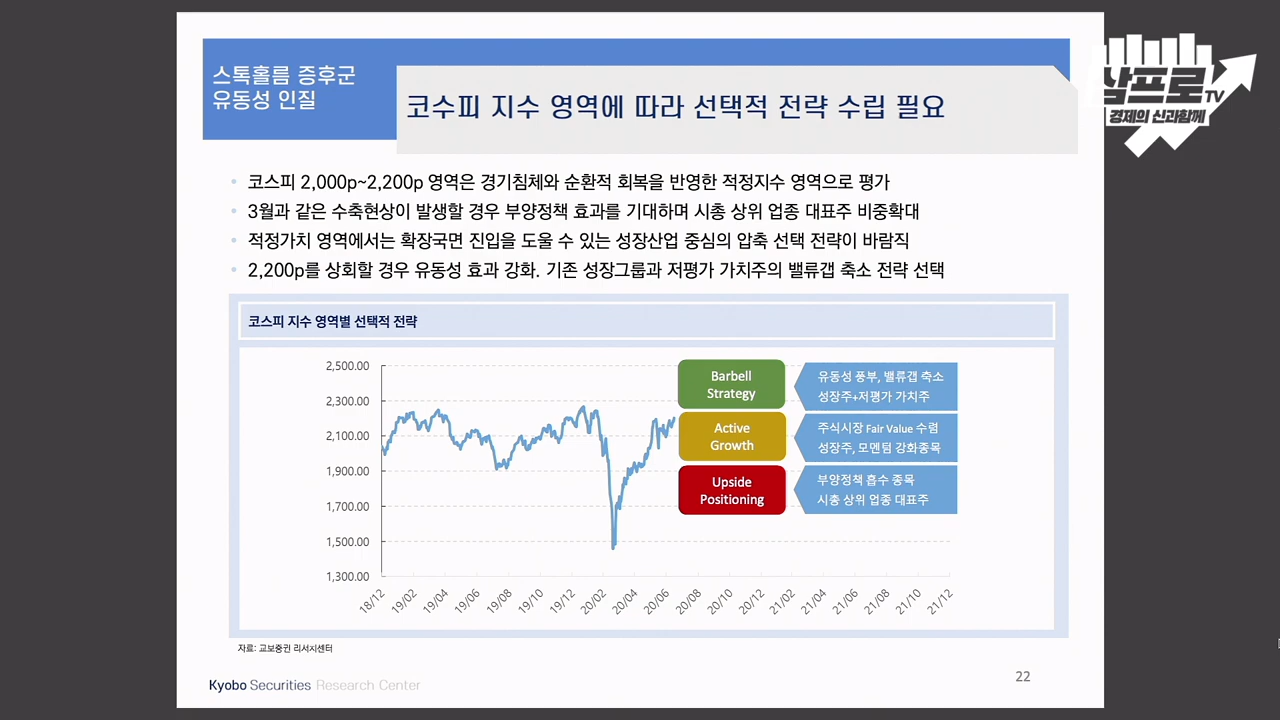 스톡홀름 증후군
유동성 인질
코수피 지수 영역에 따라 선택적 전략 수립 필요
삼프로TV
경제의 신과함께
• 코스피 2,000p~2,200p 영역은 경기침체와 순환적 회복을 반영한 적정지수 영역으로 평가
• 3월과 같은 수축현상이 발생할 경우 부양정책 효과를 기대하며 시총 상위 업종 대표주 비중확대
• 적정가치 영역에서는 확장국면 진입을 도울 수 있는 성장산업 중심의 압축 선택 전략이 바람직
• 2,200p를 상회할 경우 유동성 효과 강화. 기존 성장그룹과 저평가 가치주의 밸류갭 축소 전략 선택
코스피 지수 영역별 선택적 전략
2,500.00
2,300.00
2,100.00
1,900.00
1,700.00
1,500.00
1,300.00
Barbell
Strategy
유동성 풍부, 밸류갭 축소
성장주+저평가 가치주
Active
Growth
주식시장 Fair Value 수렴
성장주, 모멘텀 강화종목
Upside
Positioning
부양정책 흡수 종목
시총 상위 업종 대표주
18/12 19/02 19/04 19/06 19/08 19/10 19/12 20/02 20/04 20/06 20/08 20/10 20/12 21/02 21/04 21/06 21/08 21/10 21/12
자료: 교보증권 리서치센터
Kyobo Securities Research Center
22